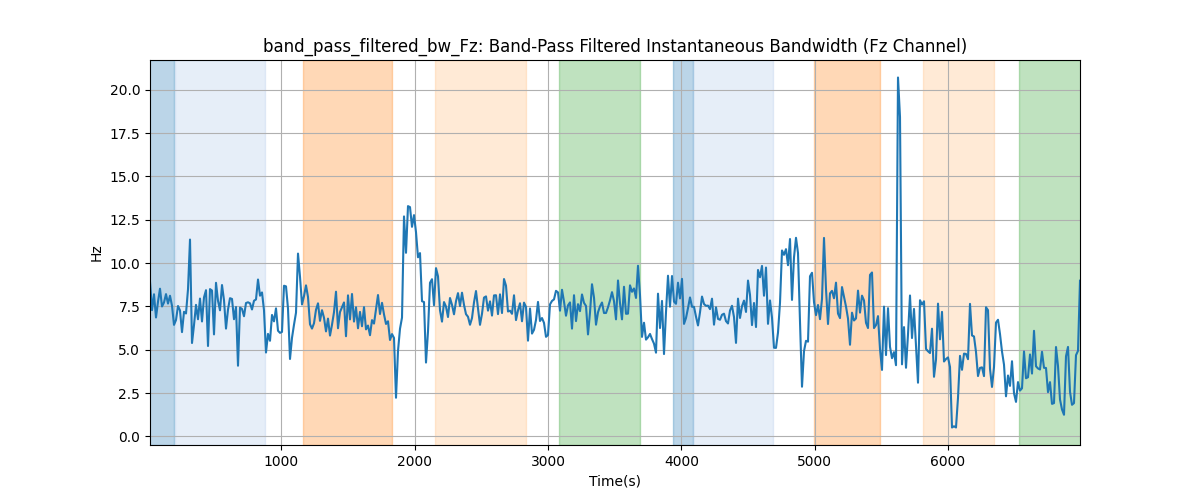 band_pass_filtered_bw_Fz: Band-Pass Filtered Instantaneous Bandwidth (Fz Channel)
20.0
17.5
15.0
12.5
10.0
7.5
5.0
2.5
0.0
Hz
1000 2000 3000 4000 5000 6000
Time(s)